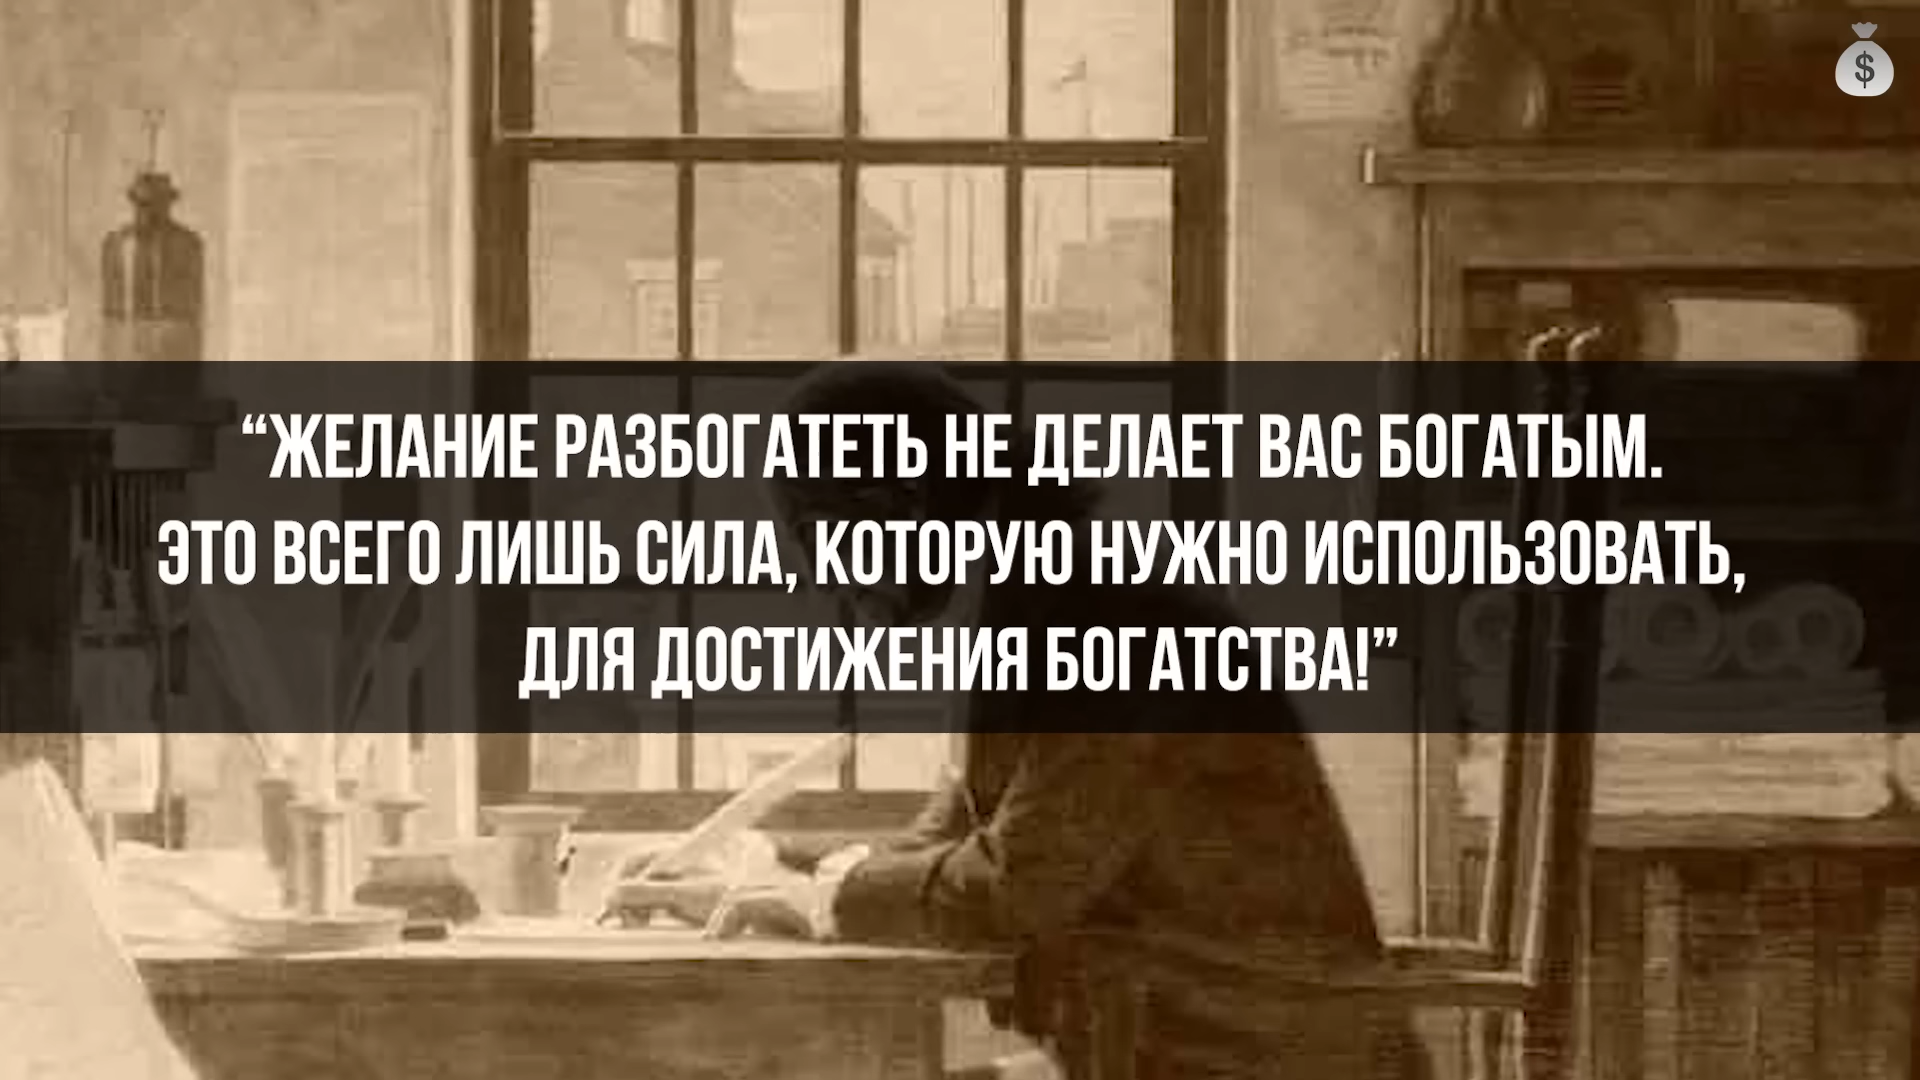 “ЖЕЛАНИЕ РАЗБОГАТЕТЬ НЕ ДЕЛАЕТ ВАС БОГАТЫМ.
ЭТО ВСЕГО ЛИШЬ СИЛА, КОТОРУЮ НУЖНО ИСПОЛЬЗОВАТЬ,
ДЛЯ ДОСТИЖЕНИЯ БОГАТСТВА!”
$